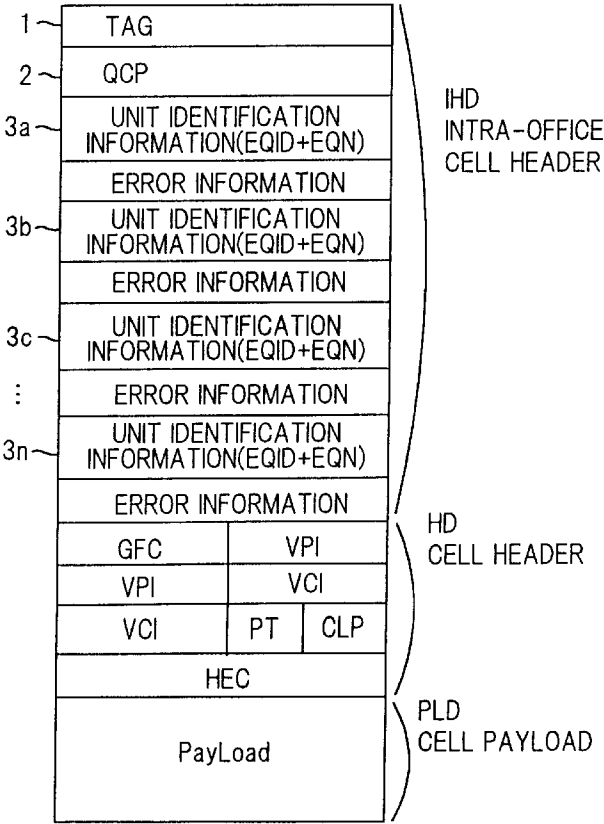 1 TAG
2 QCP
3a UNIT IDENTIFICATION
INFORMATION(EQID+EQN)
ERROR INFORMATION
3b UNIT IDENTIFICATION
INFORMATION(EQID+EQN)
ERROR INFORMATION
3c UNIT IDENTIFICATION
INFORMATION(EQID+EQN)
⋮ ERROR INFORMATION
3n UNIT IDENTIFICATION
INFORMATION(EQID+EQN)
ERROR INFORMATION
IHD
INTRA-OFFICE
CELL HEADER
GFC VPI
VPI VCI
VCI PT CLP
HEC
HD
CELL HEADER
PayLoad
PLD
CELL PAYLOAD